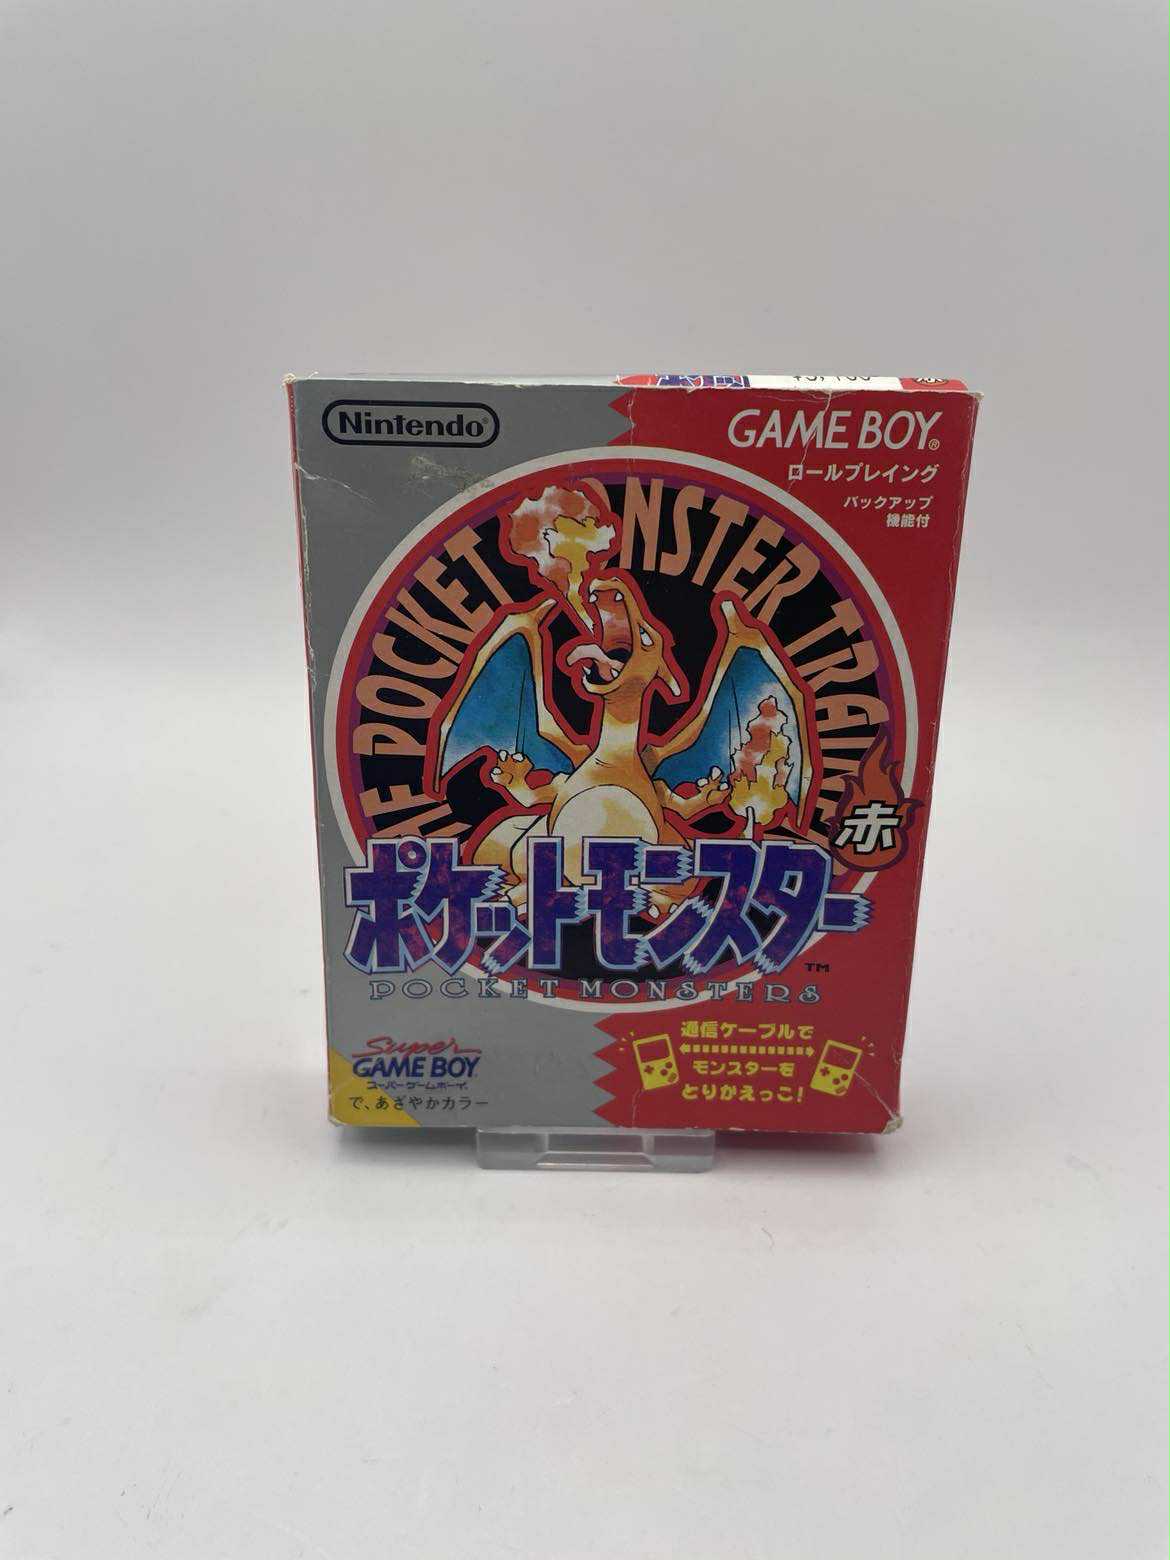 Nintendo®
GAME BOY®
ロールプレイング
バックアップ
機能付
POCKET MONSTER
赤
ポケットモンスター
™
POCKET MONSTERS
通信ケーブルで
モンスターを
とりかえっこ!
Super
GAME BOY
スーパーゲームボーイ
で、あざやかカラー